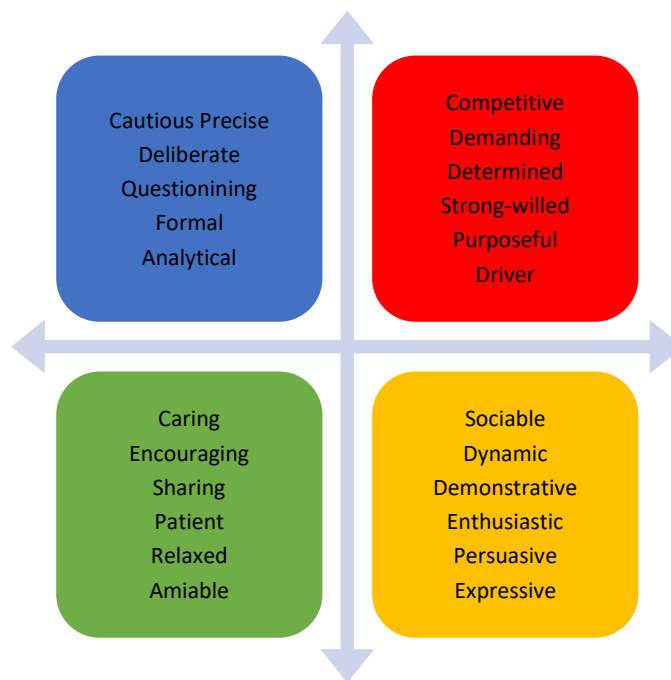 Cautious Precise
Deliberate
Questionining
Formal
Analytical
Competitive
Demanding
Determined
Strong-willed
Purposeful
Driver
Caring
Encouraging
Sharing
Patient
Relaxed
Amiable
Sociable
Dynamic
Demonstrative
Enthusiastic
Persuasive
Expressive